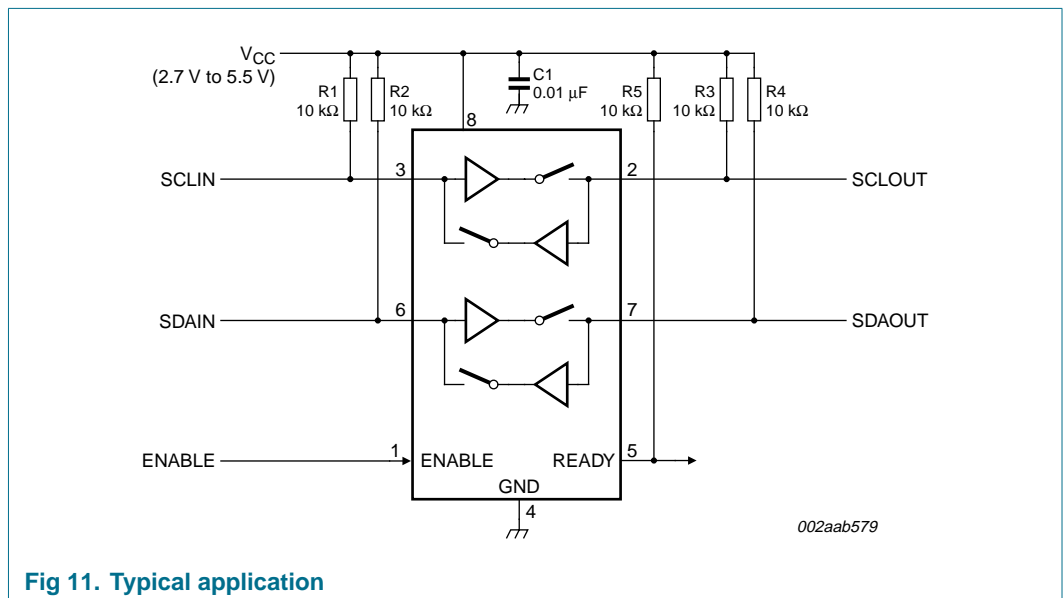 VCC
(2.7 V to 5.5 V)
R1
10 kΩ
R2
10 kΩ
C1
0.01 μF
R5
10 kΩ
R3
10 kΩ
R4
10 kΩ
8
SCLIN
3
2
SCLOUT
SDAIN
6
7
SDAOUT
ENABLE
1
ENABLE
READY
5
GND
4
002aab579
Fig 11. Typical application